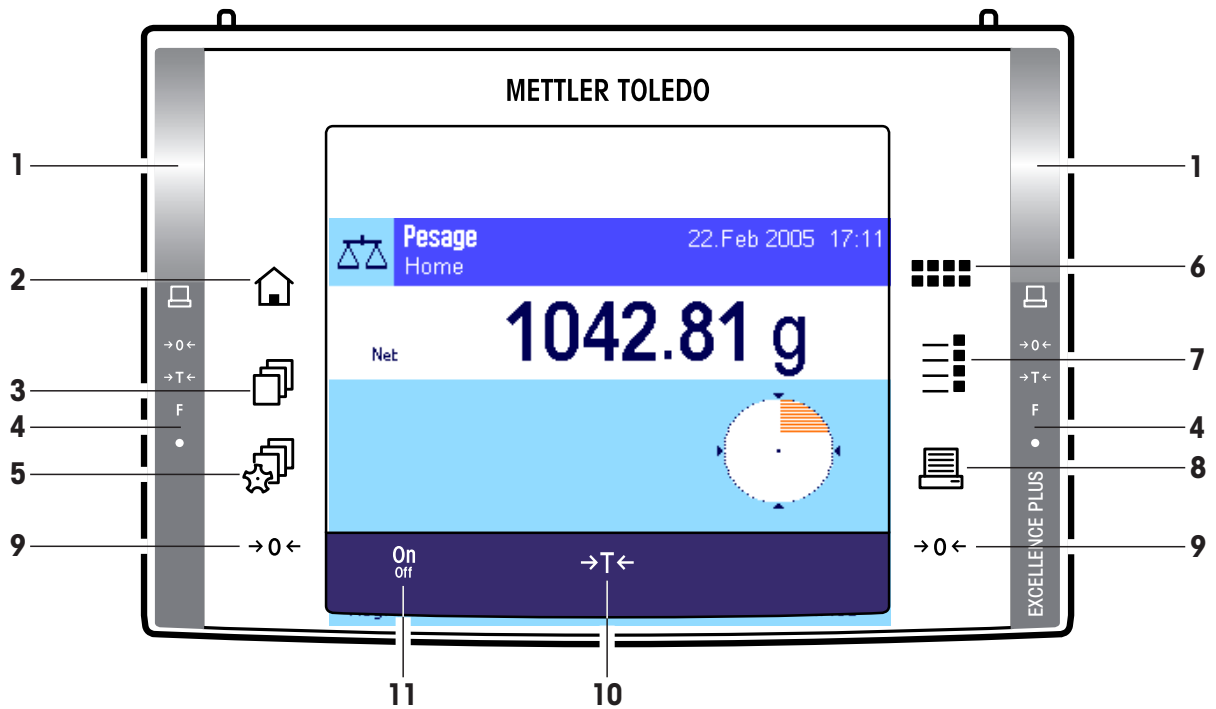 METTLER TOLEDO
1
1
Pesage
22.Feb 2005 17:11
Home
2
6
→0←
→0←
1042.81 g
Net
7
→T←
→T←
3
F
F
4
4
5
8
EXCELLENCE PLUS
9
→0←
On
Off
→T←
→0←
9
11
10